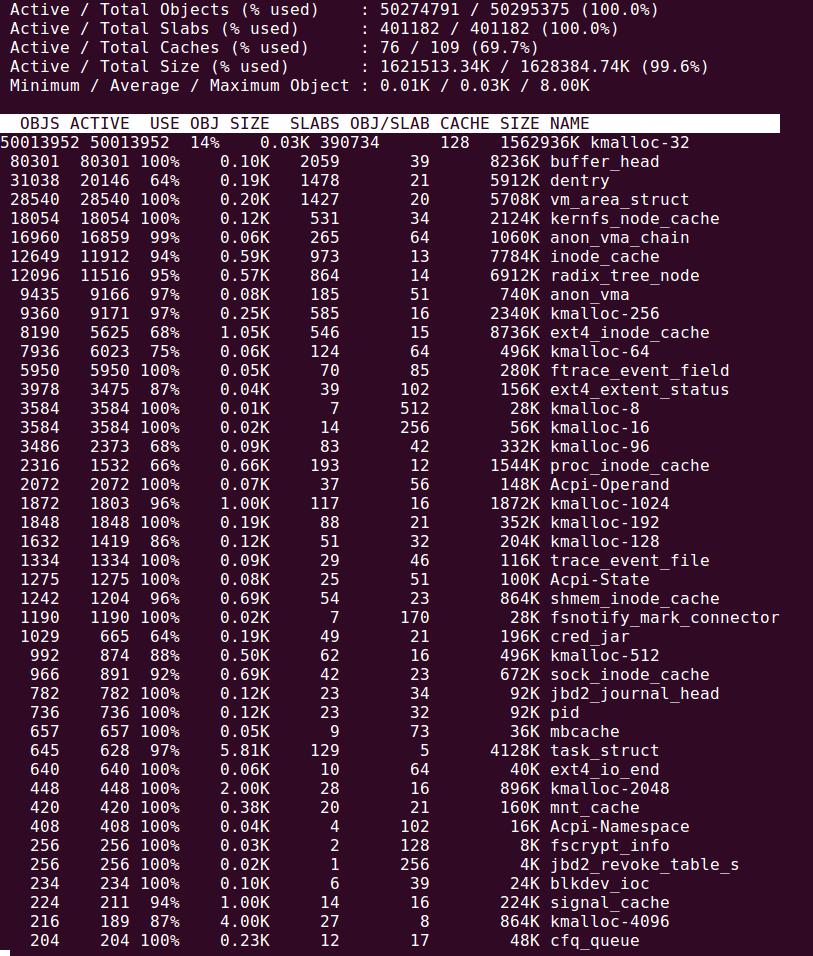 Active / Total Objects (% used)    : 50274791 / 50295375 (100.0%)
Active / Total Slabs (% used)      : 401182 / 401182 (100.0%)
Active / Total Caches (% used)     : 76 / 109 (69.7%)
Active / Total Size (% used)       : 1621513.34K / 1628384.74K (99.6%)
Minimum / Average / Maximum Object : 0.01K / 0.03K / 8.00K
OBJS ACTIVE  USE OBJ SIZE  SLABS OBJ/SLAB CACHE SIZE NAME
50013952 50013952  14%    0.03K 390734      128   1562936K kmalloc-32
80301  80301 100%    0.10K   2059       39      8236K buffer_head
31038  20146  64%    0.19K   1478       21      5912K dentry
28540  28540 100%    0.20K   1427       20      5708K vm_area_struct
18054  18054 100%    0.12K    531       34      2124K kernfs_node_cache
16960  16859  99%    0.06K    265       64      1060K anon_vma_chain
12649  11912  94%    0.59K    973       13      7784K inode_cache
12096  11516  95%    0.57K    864       14      6912K radix_tree_node
9435   9166  97%    0.08K    185       51       740K anon_vma
9360   9171  97%    0.25K    585       16      2340K kmalloc-256
8190   5625  68%    1.05K    546       15      8736K ext4_inode_cache
7936   6023  75%    0.06K    124       64       496K kmalloc-64
5950   5950 100%    0.05K     70       85       280K ftrace_event_field
3978   3475  87%    0.04K     39      102       156K ext4_extent_status
3584   3584 100%    0.01K      7      512        28K kmalloc-8
3584   3584 100%    0.02K     14      256        56K kmalloc-16
3486   2373  68%    0.09K     83       42       332K kmalloc-96
2316   1532  66%    0.66K    193       12      1544K proc_inode_cache
2072   2072 100%    0.07K     37       56       148K Acpi-Operand
1872   1803  96%    1.00K    117       16      1872K kmalloc-1024
1848   1848 100%    0.19K     88       21       352K kmalloc-192
1632   1419  86%    0.12K     51       32       204K kmalloc-128
1334   1334 100%    0.09K     29       46       116K trace_event_file
1275   1275 100%    0.08K     25       51       100K Acpi-State
1242   1204  96%    0.69K     54       23       864K shmem_inode_cache
1190   1190 100%    0.02K      7      170        28K fsnotify_mark_connector
1029    665  64%    0.19K     49       21       196K cred_jar
992    874  88%    0.50K     62       16       496K kmalloc-512
966    891  92%    0.69K     42       23       672K sock_inode_cache
782    782 100%    0.12K     23       34        92K jbd2_journal_head
736    736 100%    0.12K     23       32        92K pid
657    657 100%    0.05K      9       73        36K mbcache
645    628  97%    5.81K    129        5      4128K task_struct
640    640 100%    0.06K     10       64        40K ext4_io_end
448    448 100%    2.00K     28       16       896K kmalloc-2048
420    420 100%    0.38K     20       21       160K mnt_cache
408    408 100%    0.04K      4      102        16K Acpi-Namespace
256    256 100%    0.03K      2      128         8K fscrypt_info
256    256 100%    0.02K      1      256         4K jbd2_revoke_table_s
234    234 100%    0.10K      6       39        24K blkdev_ioc
224    211  94%    1.00K     14       16       224K signal_cache
216    189  87%    4.00K     27        8       864K kmalloc-4096
204    204 100%    0.23K     12       17        48K cfq_queue